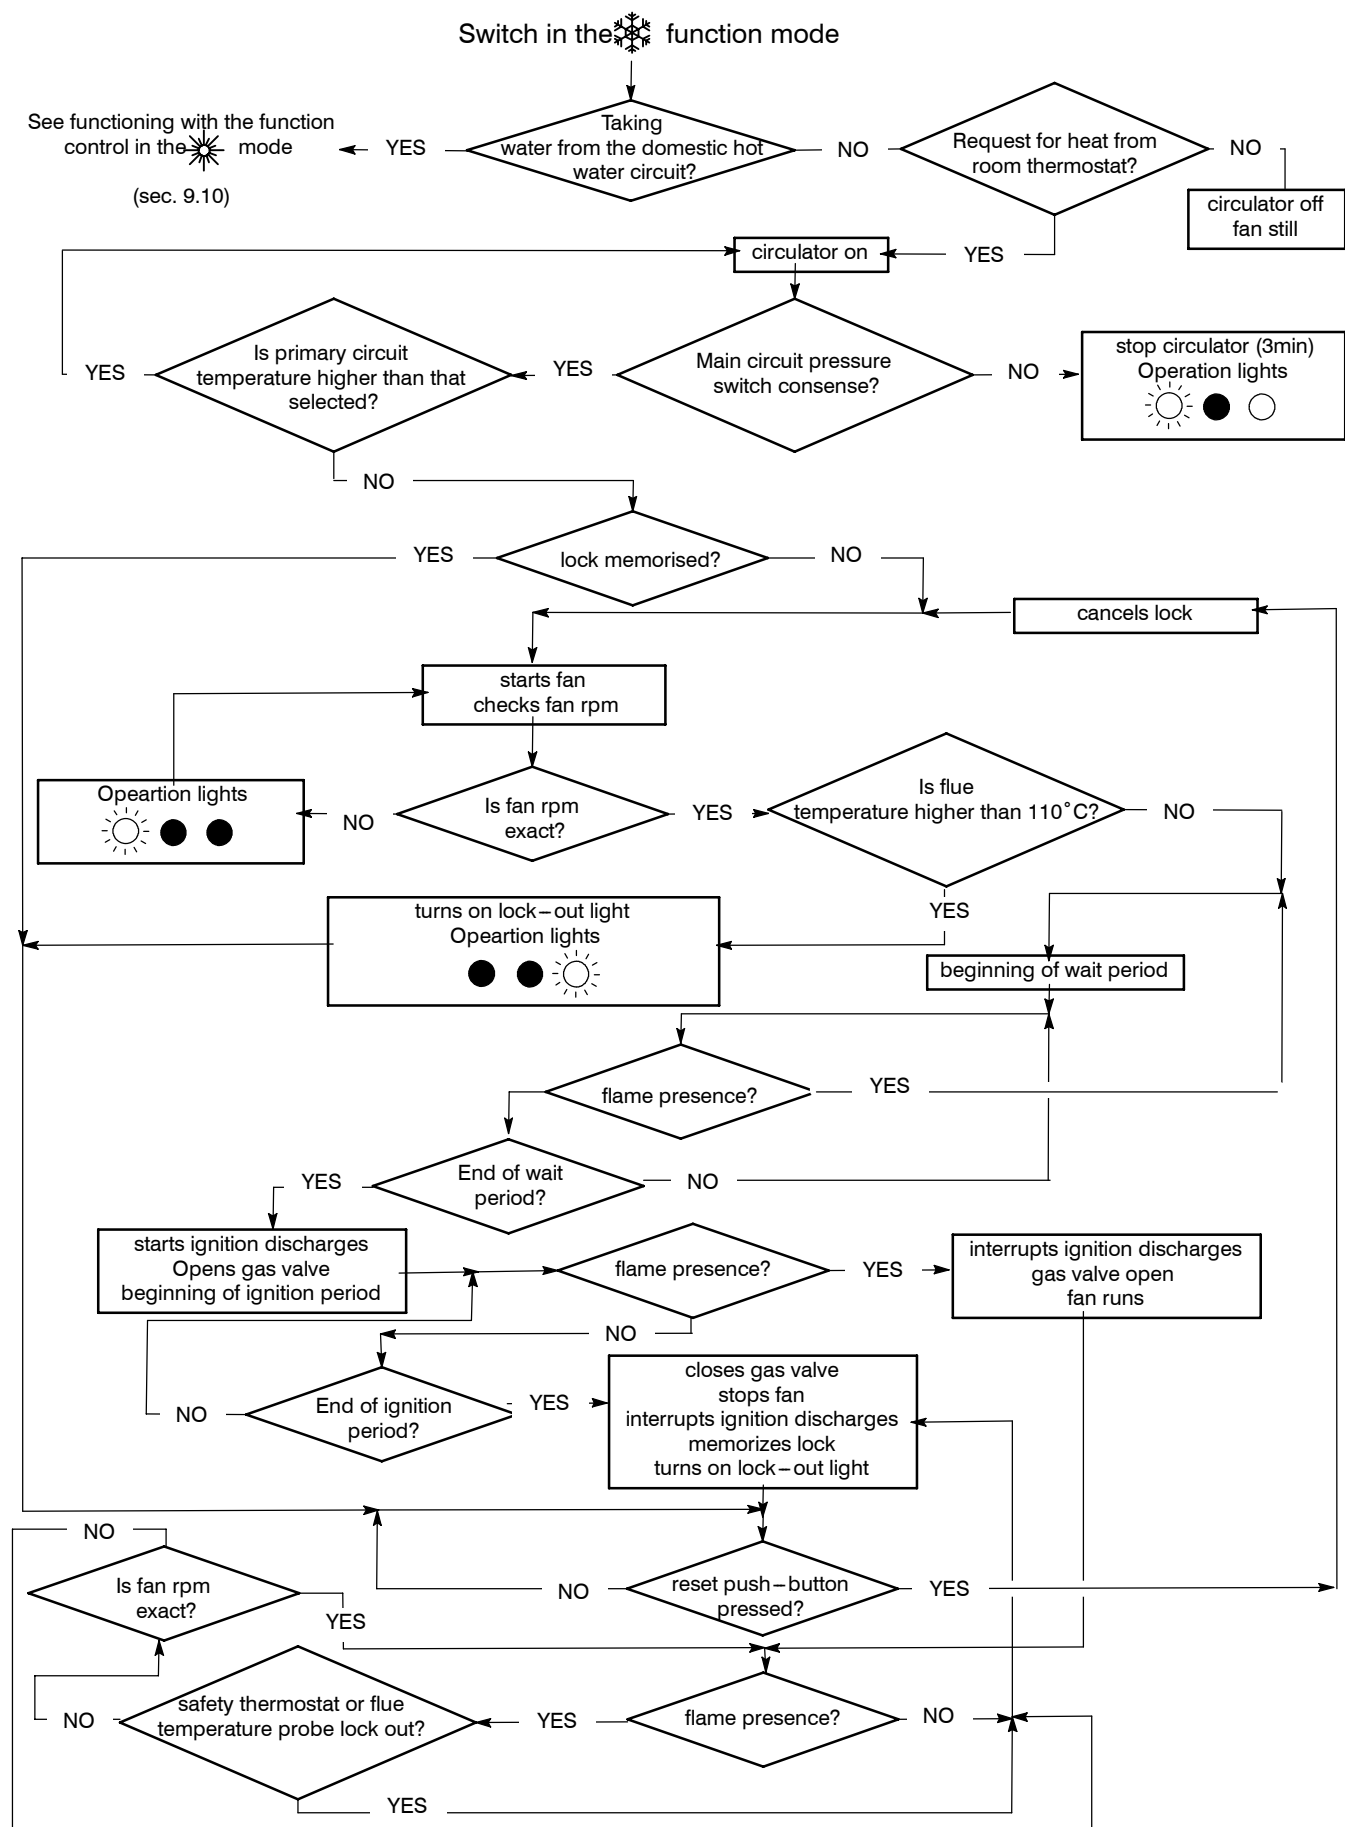 Switch in the function mode
See functioning with the function
control in the mode
(sec. 9.10)
YES
Taking
water from the domestic hot
water circuit?
NO
Request for heat from
room thermostat?
NO
circulator off
fan still
circulator on
YES
YES
Is primary circuit
temperature higher than that
selected?
YES
Main circuit pressure
switch consense?
NO
stop circulator (3min)
Operation lights
NO
YES
lock memorised?
NO
cancels lock
starts fan
checks fan rpm
Opeartion lights
NO
Is fan rpm
exact?
YES
Is flue
temperature higher than 110°C?
NO
YES
turns on lock-out light
Opeartion lights
beginning of wait period
flame presence?
YES
YES
End of wait
period?
NO
starts ignition discharges
Opens gas valve
beginning of ignition period
flame presence?
YES
interrupts ignition discharges
gas valve open
fan runs
NO
NO
End of ignition
period?
YES
closes gas valve
stops fan
interrupts ignition discharges
memorizes lock
turns on lock-out light
NO
Is fan rpm
exact?
YES
NO
reset push-button
pressed?
YES
NO
safety thermostat or flue
temperature probe lock out?
YES
flame presence?
NO
YES